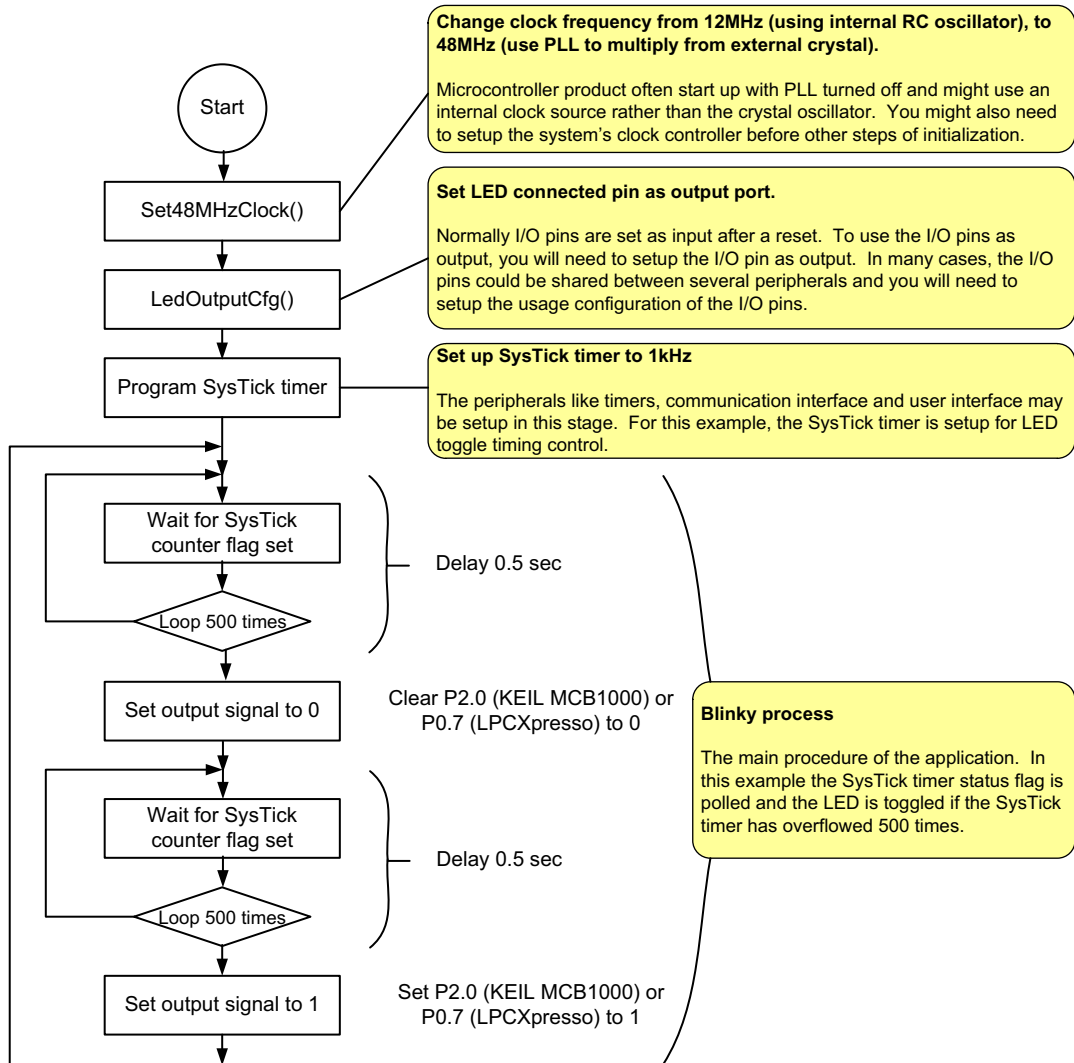 Start
Change clock frequency from 12MHz (using internal RC oscillator), to
48MHz (use PLL to multiply from external crystal).
Microcontroller product often start up with PLL turned off and might use an
internal clock source rather than the crystal oscillator. You might also need
to setup the system's clock controller before other steps of initialization.
Set48MHzClock()
Set LED connected pin as output port.
Normally I/O pins are set as input after a reset. To use the I/O pins as
output, you will need to setup the I/O pin as output. In many cases, the I/O
pins could be shared between several peripherals and you will need to
setup the usage configuration of the I/O pins.
LedOutputCfg()
Set up SysTick timer to 1kHz
The peripherals like timers, communication interface and user interface may
be setup in this stage. For this example, the SysTick timer is setup for LED
toggle timing control.
Program SysTick timer
Wait for SysTick
counter flag set
Delay 0.5 sec
Loop 500 times
Set output signal to 0
Clear P2.0 (KEIL MCB1000) or
P0.7 (LPCXpresso) to 0
Blinky process
The main procedure of the application. In
this example the SysTick timer status flag is
polled and the LED is toggled if the SysTick
timer has overflowed 500 times.
Wait for SysTick
counter flag set
Delay 0.5 sec
Loop 500 times
Set output signal to 1
Set P2.0 (KEIL MCB1000) or
P0.7 (LPCXpresso) to 1